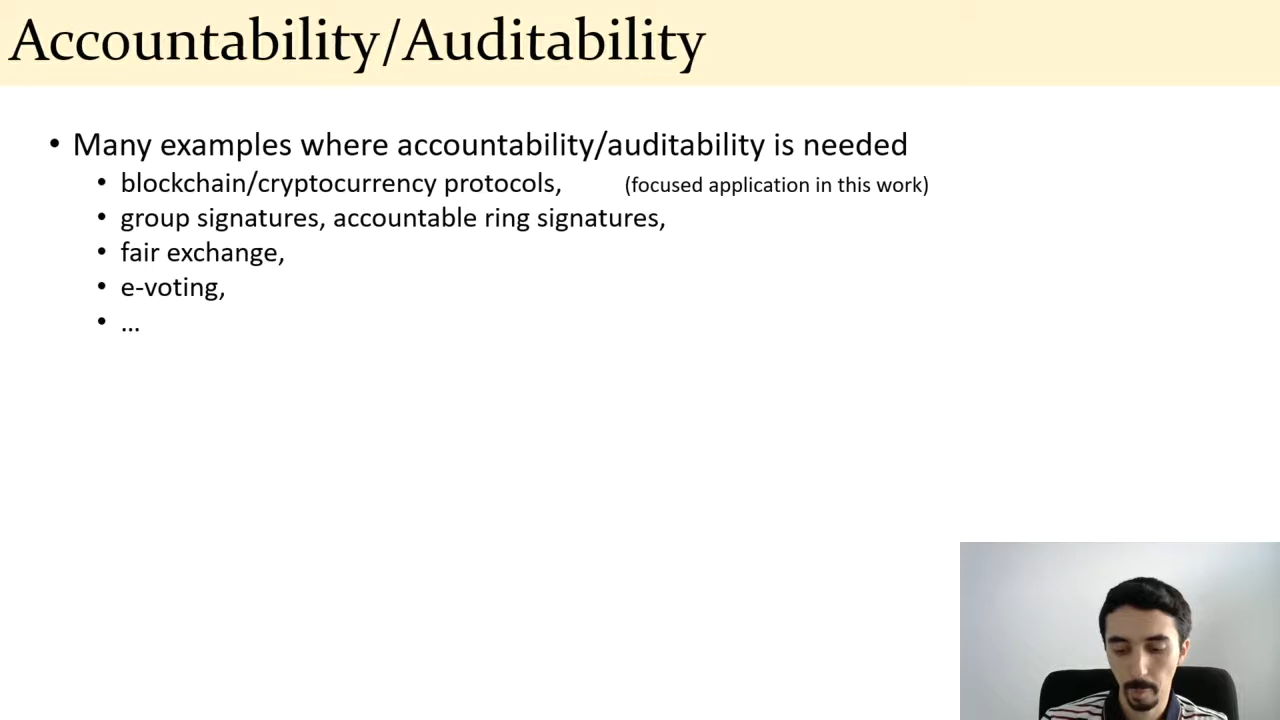 Accountability/Auditability
• Many examples where accountability/auditability is needed
• blockchain/cryptocurrency protocols, (focused application in this work)
• group signatures, accountable ring signatures,
• fair exchange,
• e-voting,
• ...